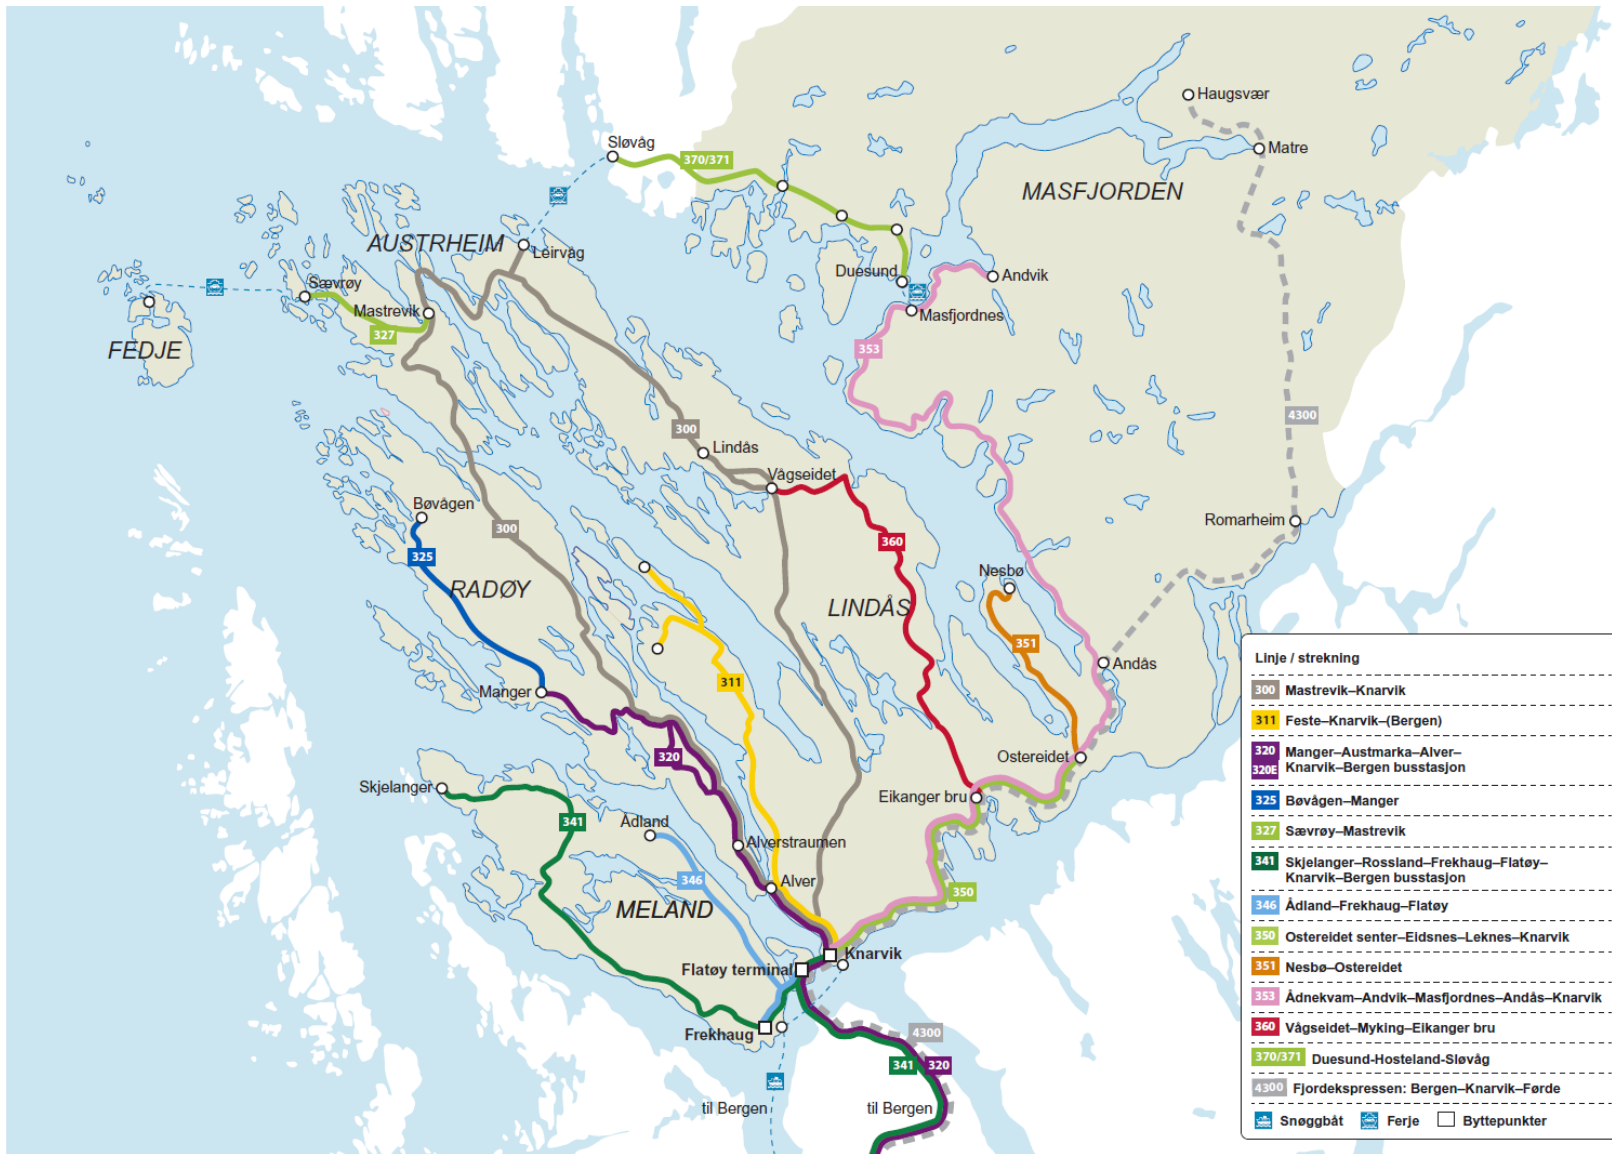 Haugsvær
Sløvåg
Matre
370/371
MASFJORDEN
AUSTRHEIM
Leirvåg
Duesund
Andvik
Sævrøy
Mastrevik
Masfjordnes
327
353
FEDJE
4300
300
Lindås
Vågseidet
Bøvågen
300
Romarheim
360
325
Nesbø
RADØY
LINDÅS
351
Andås
311
Manger
320
Ostereidet
Skjelanger
Eikanger bru
341
Ådland
Alverstraumen
346
Alver
350
MELAND
Knarvik
Flatøy terminal
Frekhaug
4300
341
320
til Bergen
til Bergen
Linje / strekning
300 Mastrevik–Knarvik
311 Feste–Knarvik–(Bergen)
320 Manger–Austmarka–Alver–
320E Knarvik–Bergen busstasjon
325 Bøvågen–Manger
327 Sævrøy–Mastrevik
341 Skjelanger–Rossland–Frekhaug–Flatøy–
Knarvik–Bergen busstasjon
346 Ådland–Frekhaug–Flatøy
350 Ostereidet senter–Eidsnes–Leknes–Knarvik
351 Nesbø–Ostereidet
353 Ådnekvam–Andvik–Masfjordnes–Andås–Knarvik
360 Vågseidet–Myking–Eikanger bru
370/371 Duesund-Hosteland-Sløvåg
4300 Fjordekspressen: Bergen–Knarvik–Førde
Snøggbåt Ferje Byttepunkter